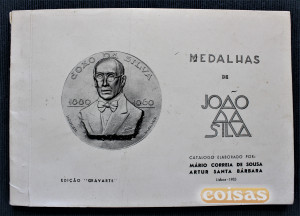 JOÃO DA SILVA
1880 1980
EDIÇÃO "GRAVARTE"
MEDALHAS
DE
JOÃO
DA
SILVA
CATÁLOGO ELABORADO POR:
MÁRIO CORREIA DE SOUSA
ARTUR SANTA BÁRBARA
coisas